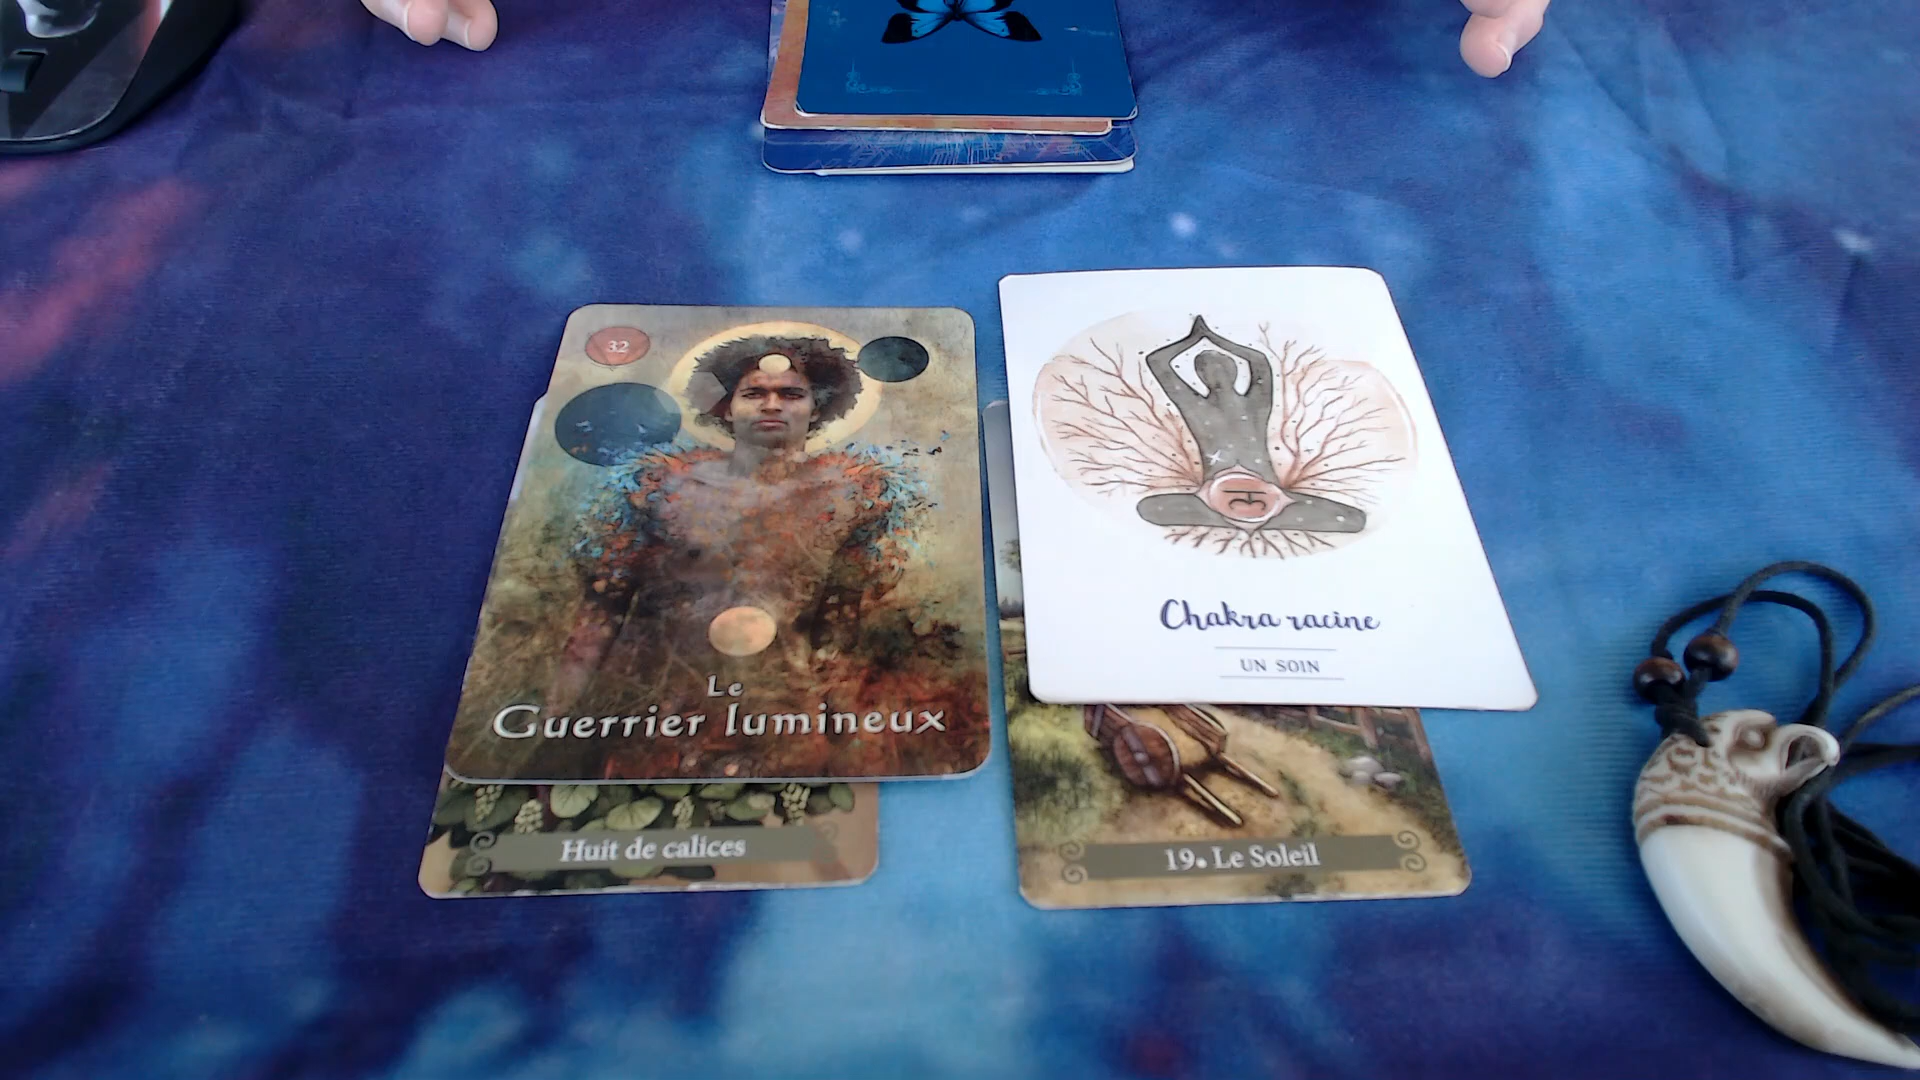 32
Le
Guerrier lumineux
Huit de calices
Chakra racine
UN SOIN
19. Le Soleil